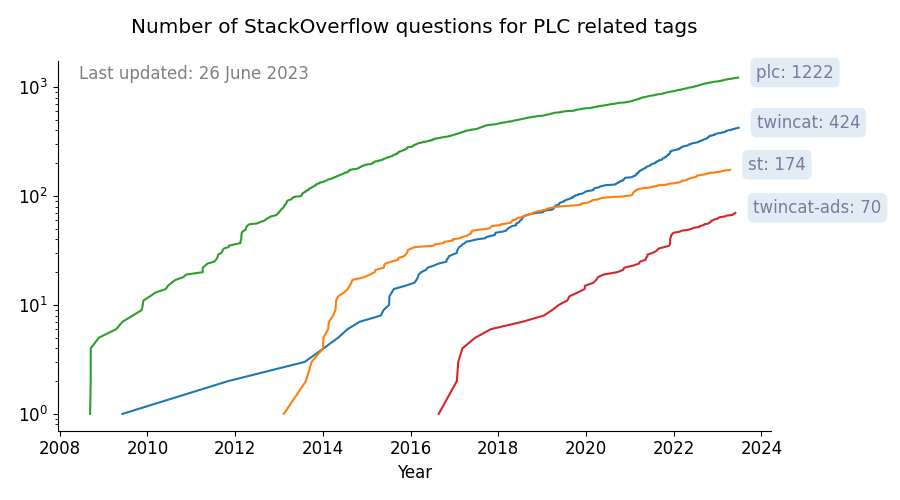 Number of StackOverflow questions for PLC related tags
Last updated: 26 June 2023
plc: 1222
twincat: 424
st: 174
twincat-ads: 70
10³
10²
10¹
10⁰
2008 2010 2012 2014 2016 2018 2020 2022 2024
Year